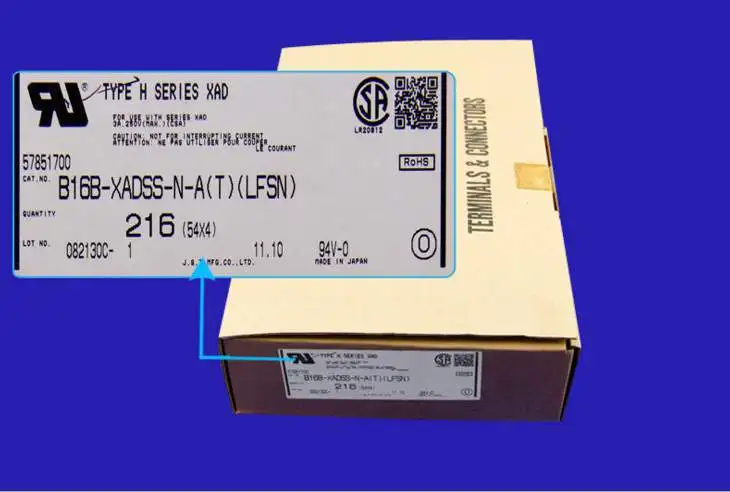 TYPE H SERIES XAD
FOR USE WITH SERIES XAD
3A,250V(MAX.)(CSA)
CAUTION: NOT FOR INTERRUPTING CURRENT
ATTENTION: NE PAS UTILISER POUR COUPER
LE COURANT
LR20812
57851700
RoHS
CAT.NO. B16B-XADSS-N-A(T)(LFSN)
QUANTITY 216 (54X4)
LOT NO. 082130C- 1 11.10 94V-0
J.S.T.MFG.CO.,LTD. MADE IN JAPAN
TERMINALS & CONNECTORS
TYPE H SERIES XAD
B16B-XADSS-N-A(T)(LFSN)
216 (54X4)